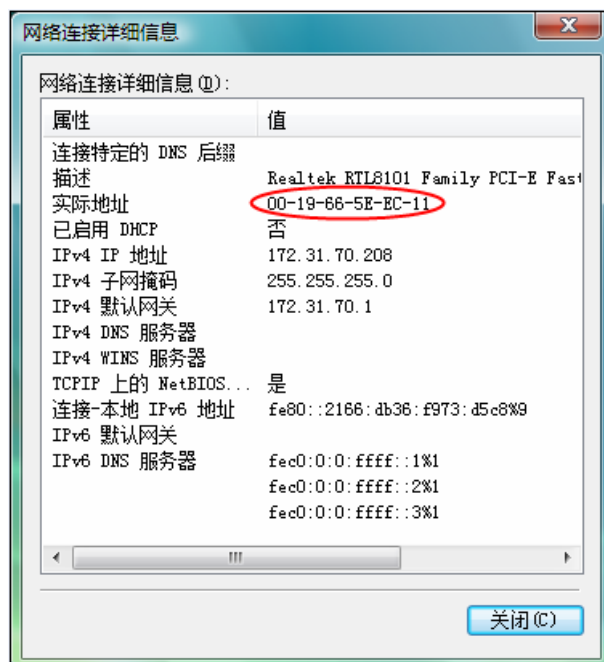 网络连接详细信息
网络连接详细信息(D):
属性 值
连接特定的 DNS 后缀
描述 Realtek RTL8101 Family PCI-E Fast
实际地址 00-19-66-5E-EC-11
已启用 DHCP 否
IPv4 IP 地址 172.31.70.208
IPv4 子网掩码 255.255.255.0
IPv4 默认网关 172.31.70.1
IPv4 DNS 服务器
IPv4 WINS 服务器
TCPIP 上的 NetBIOS... 是
连接-本地 IPv6 地址 fe80::2166:db36:f973:d5c8%9
IPv6 默认网关
IPv6 DNS 服务器 fec0:0:0:ffff::1%1
fec0:0:0:ffff::2%1
fec0:0:0:ffff::3%1
关闭(C)